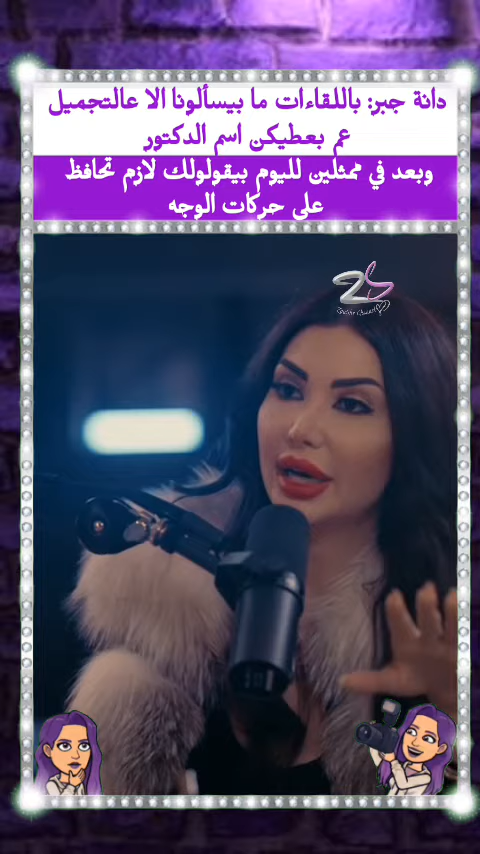 دانة جبر: باللقاءات ما بيسألونا الا عالتجميل
عم بعطيكن اسم الدكتور
وبعد في ممثلين لليوم بيقولولك لازم تحافظ
على حركات الوجه